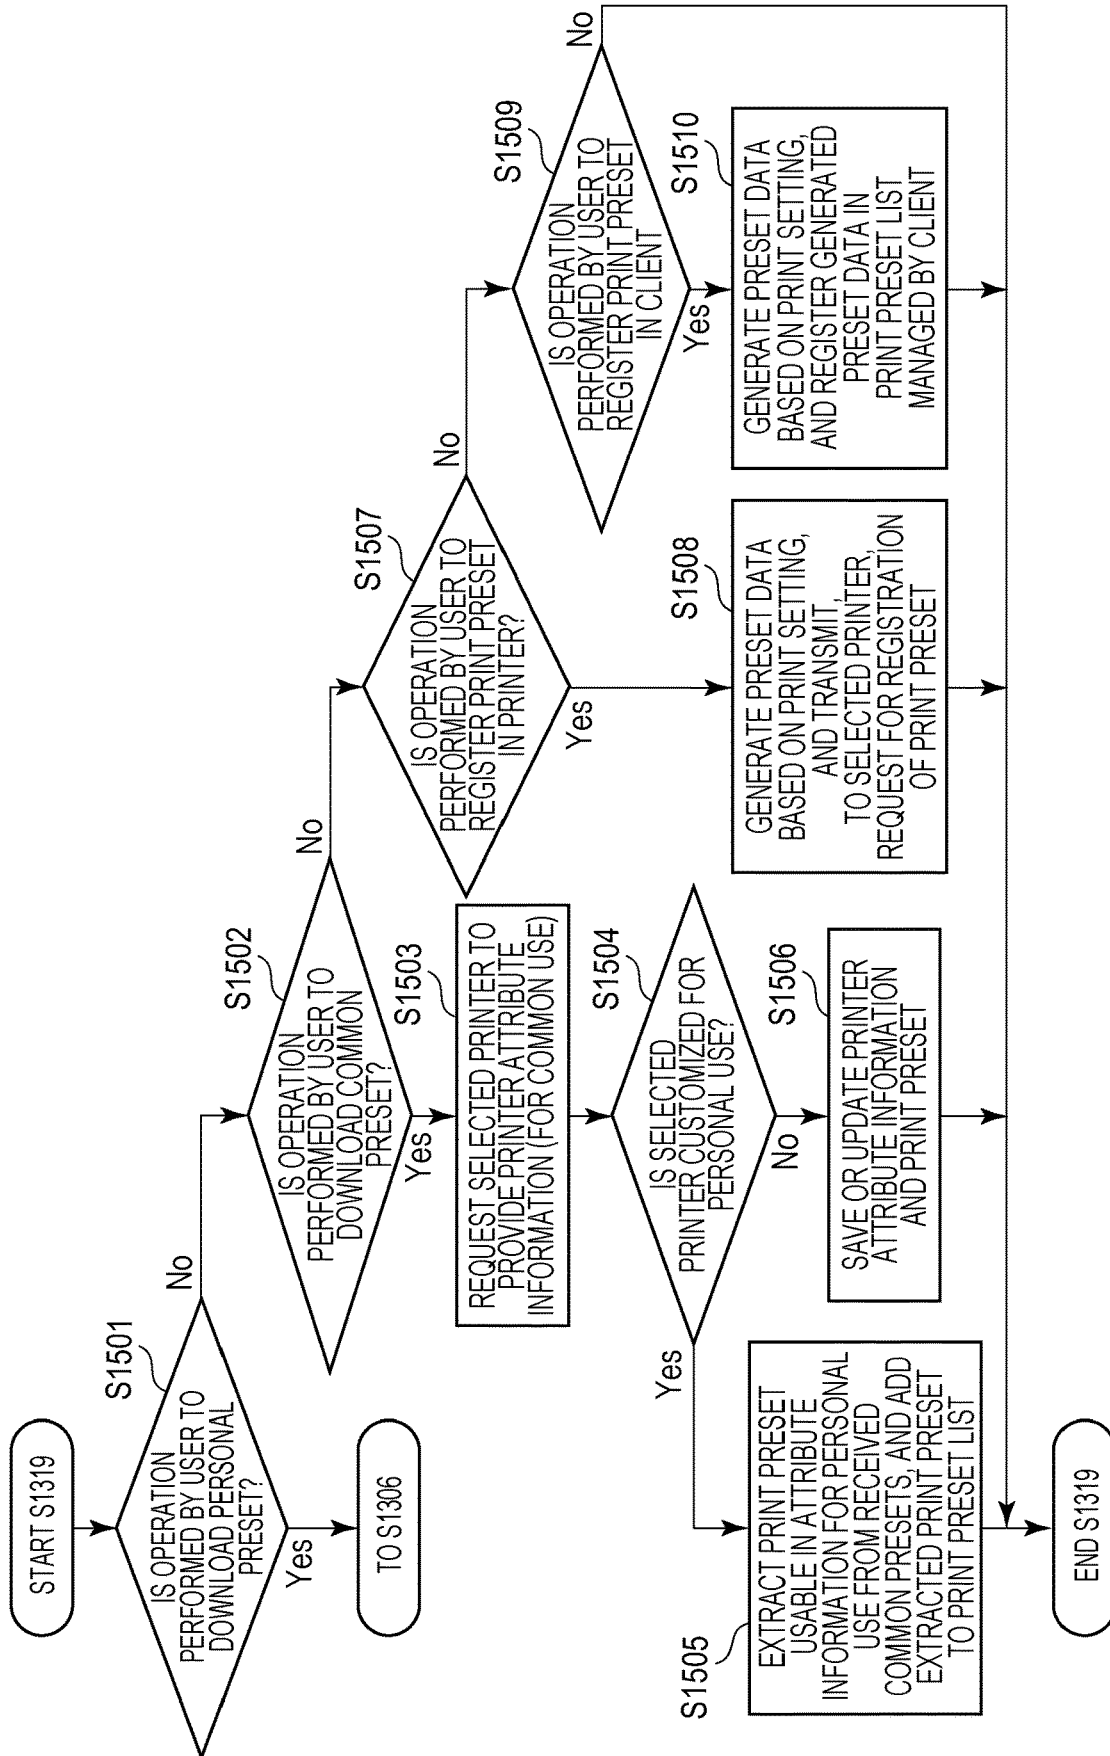 START S1319
S1501
IS OPERATION
PERFORMED BY USER TO
DOWNLOAD PERSONAL
PRESET?
No
Yes
TO S1306
S1502
IS OPERATION
PERFORMED BY USER TO
DOWNLOAD COMMON
PRESET?
No
Yes
S1503
REQUEST SELECTED PRINTER TO
PROVIDE PRINTER ATTRIBUTE
INFORMATION (FOR COMMON USE)
S1504
IS SELECTED
PRINTER CUSTOMIZED FOR
PERSONAL USE?
Yes
No
S1505
EXTRACT PRINT PRESET
USABLE IN ATTRIBUTE
INFORMATION FOR PERSONAL
USE FROM RECEIVED
COMMON PRESETS, AND ADD
EXTRACTED PRINT PRESET
TO PRINT PRESET LIST
S1506
SAVE OR UPDATE PRINTER
ATTRIBUTE INFORMATION
AND PRINT PRESET
S1507
IS OPERATION
PERFORMED BY USER TO
REGISTER PRINT PRESET
IN PRINTER?
No
Yes
S1508
GENERATE PRESET DATA
BASED ON PRINT SETTING,
AND TRANSMIT,
TO SELECTED PRINTER,
REQUEST FOR REGISTRATION
OF PRINT PRESET
S1509
IS OPERATION
PERFORMED BY USER TO
REGISTER PRINT PRESET
IN CLIENT
No
Yes
S1510
GENERATE PRESET DATA
BASED ON PRINT SETTING,
AND REGISTER GENERATED
PRESET DATA IN
PRINT PRESET LIST
MANAGED BY CLIENT
END S1319